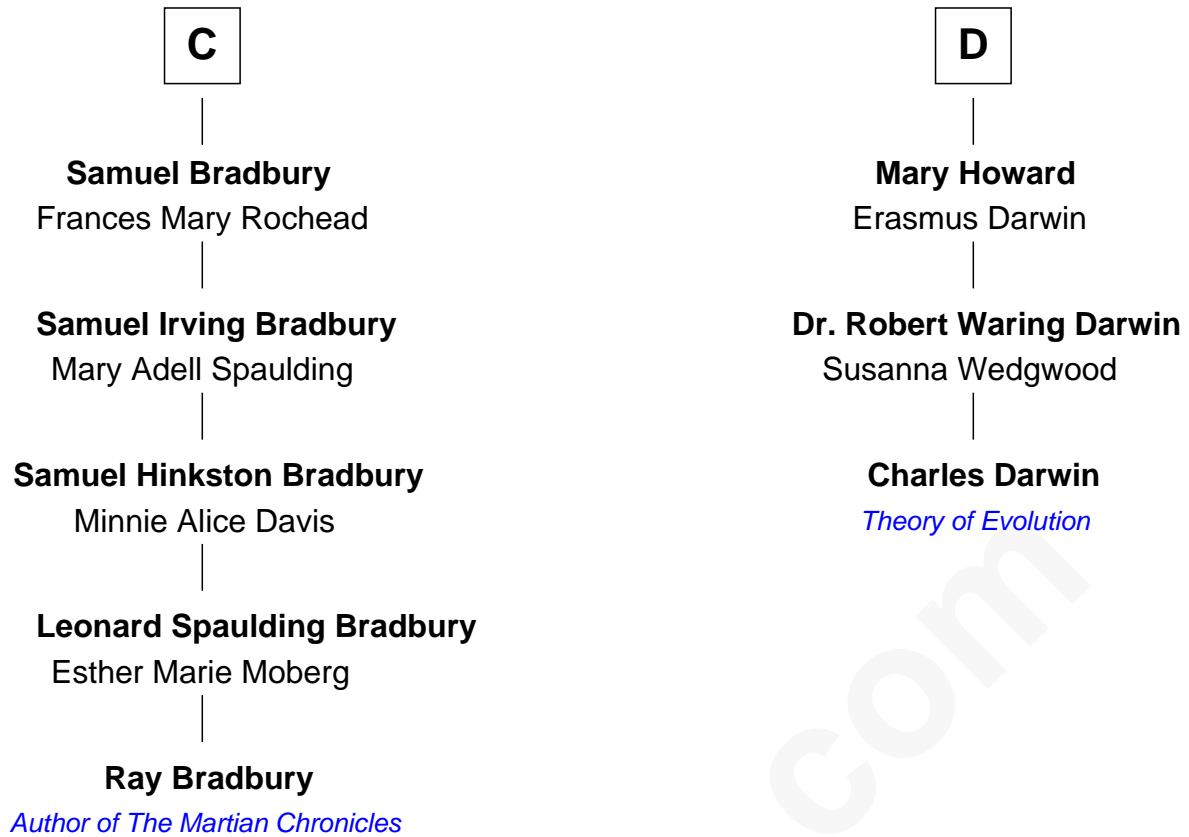 C
Samuel Bradbury
Frances Mary Rochead
Samuel Irving Bradbury
Mary Adell Spaulding
Samuel Hinkston Bradbury
Minnie Alice Davis
Leonard Spaulding Bradbury
Esther Marie Moberg
Ray Bradbury
Author of The Martian Chronicles
D
Mary Howard
Erasmus Darwin
Dr. Robert Waring Darwin
Susanna Wedgwood
Charles Darwin
Theory of Evolution
com